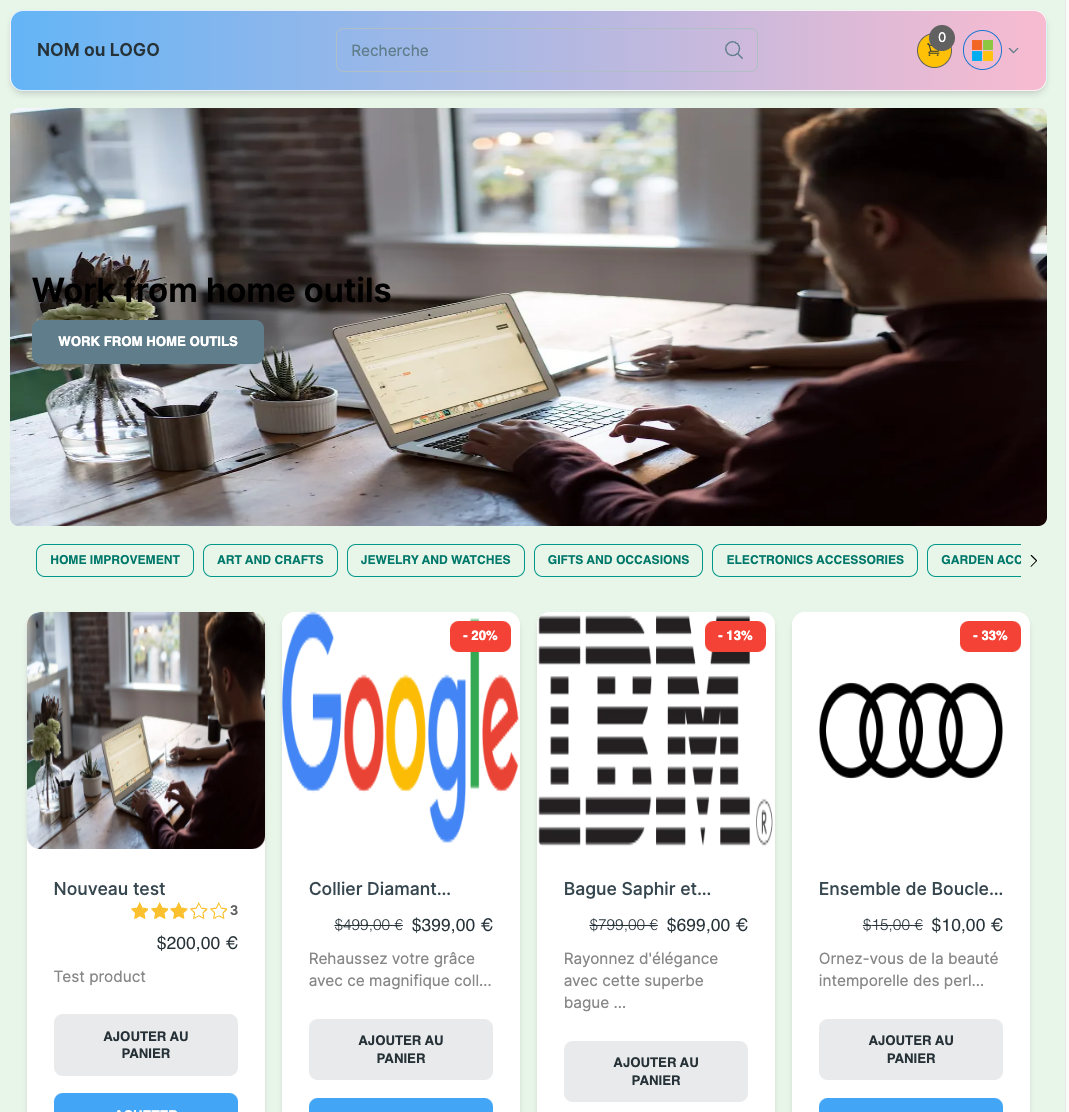 NOM ou LOGO
Recherche
0
Work from home outils
WORK FROM HOME OUTILS
HOME IMPROVEMENT
ART AND CRAFTS
JEWELRY AND WATCHES
GIFTS AND OCCASIONS
ELECTRONICS ACCESSORIES
GARDEN ACC
- 20%
- 13%
- 33%
Google
IBM
®
Nouveau test
3
$200,00 €
Test product
AJOUTER AU
PANIER
ACHETER
Collier Diamant...
$499,00 € $399,00 €
Rehaussez votre grâce
avec ce magnifique coll...
AJOUTER AU
PANIER
Bague Saphir et...
$799,00 € $699,00 €
Rayonnez d'élégance
avec cette superbe
bague ...
AJOUTER AU
PANIER
Ensemble de Boucle...
$15,00 € $10,00 €
Ornez-vous de la beauté
intemporelle des perl...
AJOUTER AU
PANIER